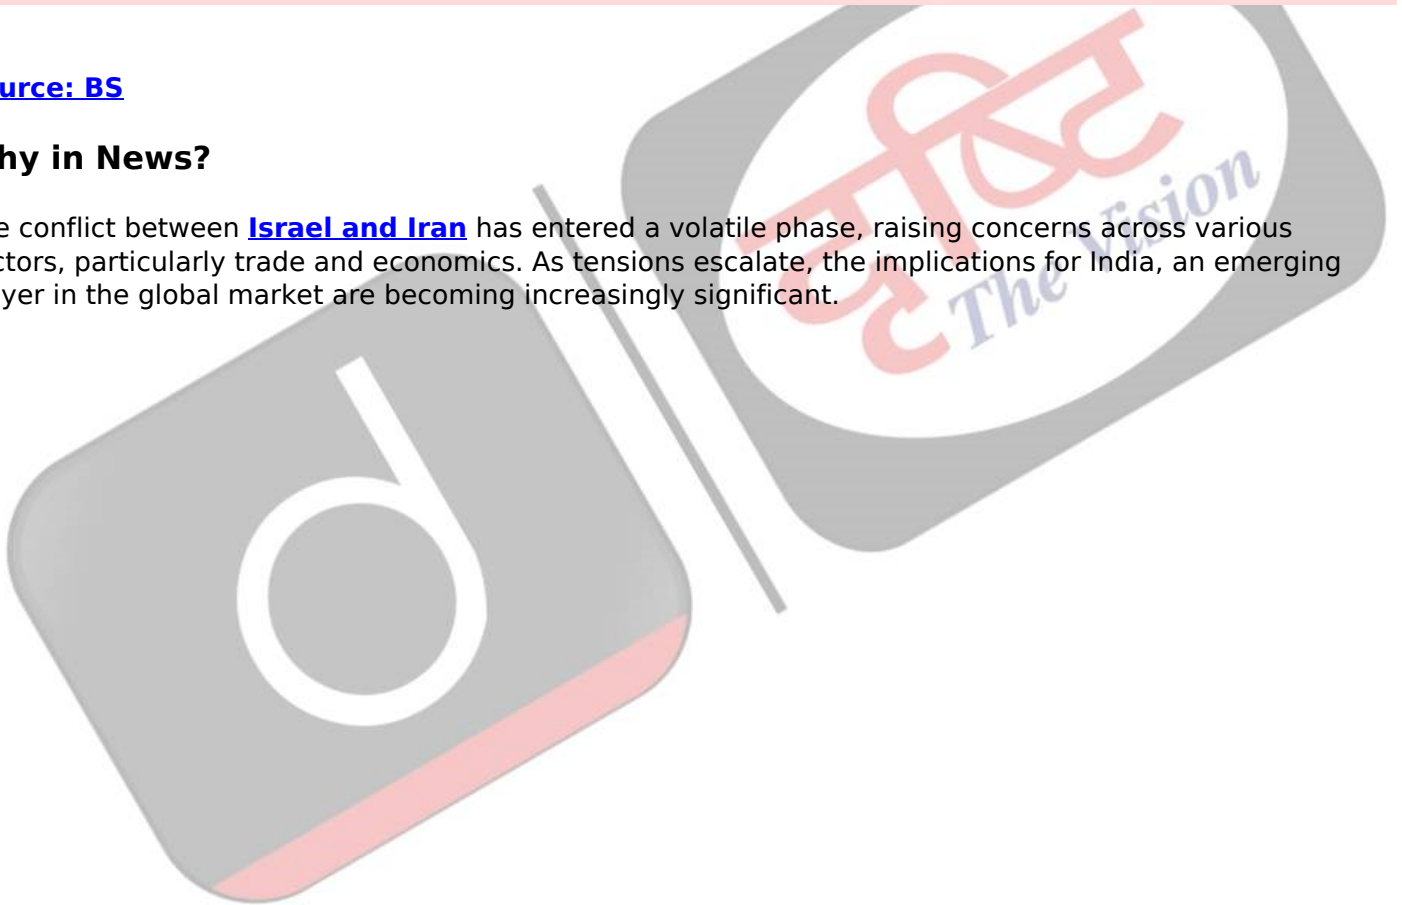 urce: BS
hy in News?
e conflict between Israel and Iran has entered a volatile phase, raising concerns across various
ctors, particularly trade and economics. As tensions escalate, the implications for India, an emerging
yer in the global market are becoming increasingly significant.
दृष्टि
The Vision
d